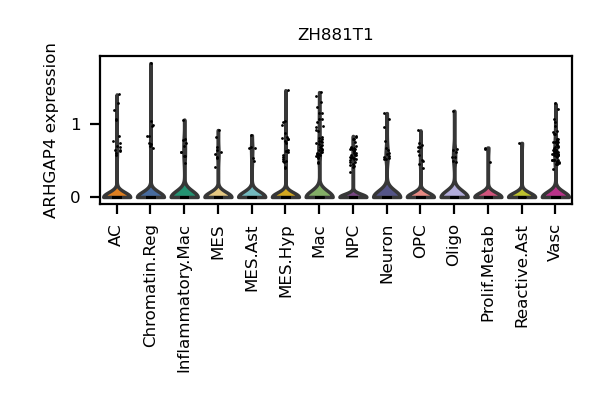 ZH881T1
ARHGAP4 expression
1
0
AC
Chromatin.Reg
Inflammatory.Mac
MES
MES.Ast
MES.Hyp
Mac
NPC
Neuron
OPC
Oligo
Prolif.Metab
Reactive.Ast
Vasc